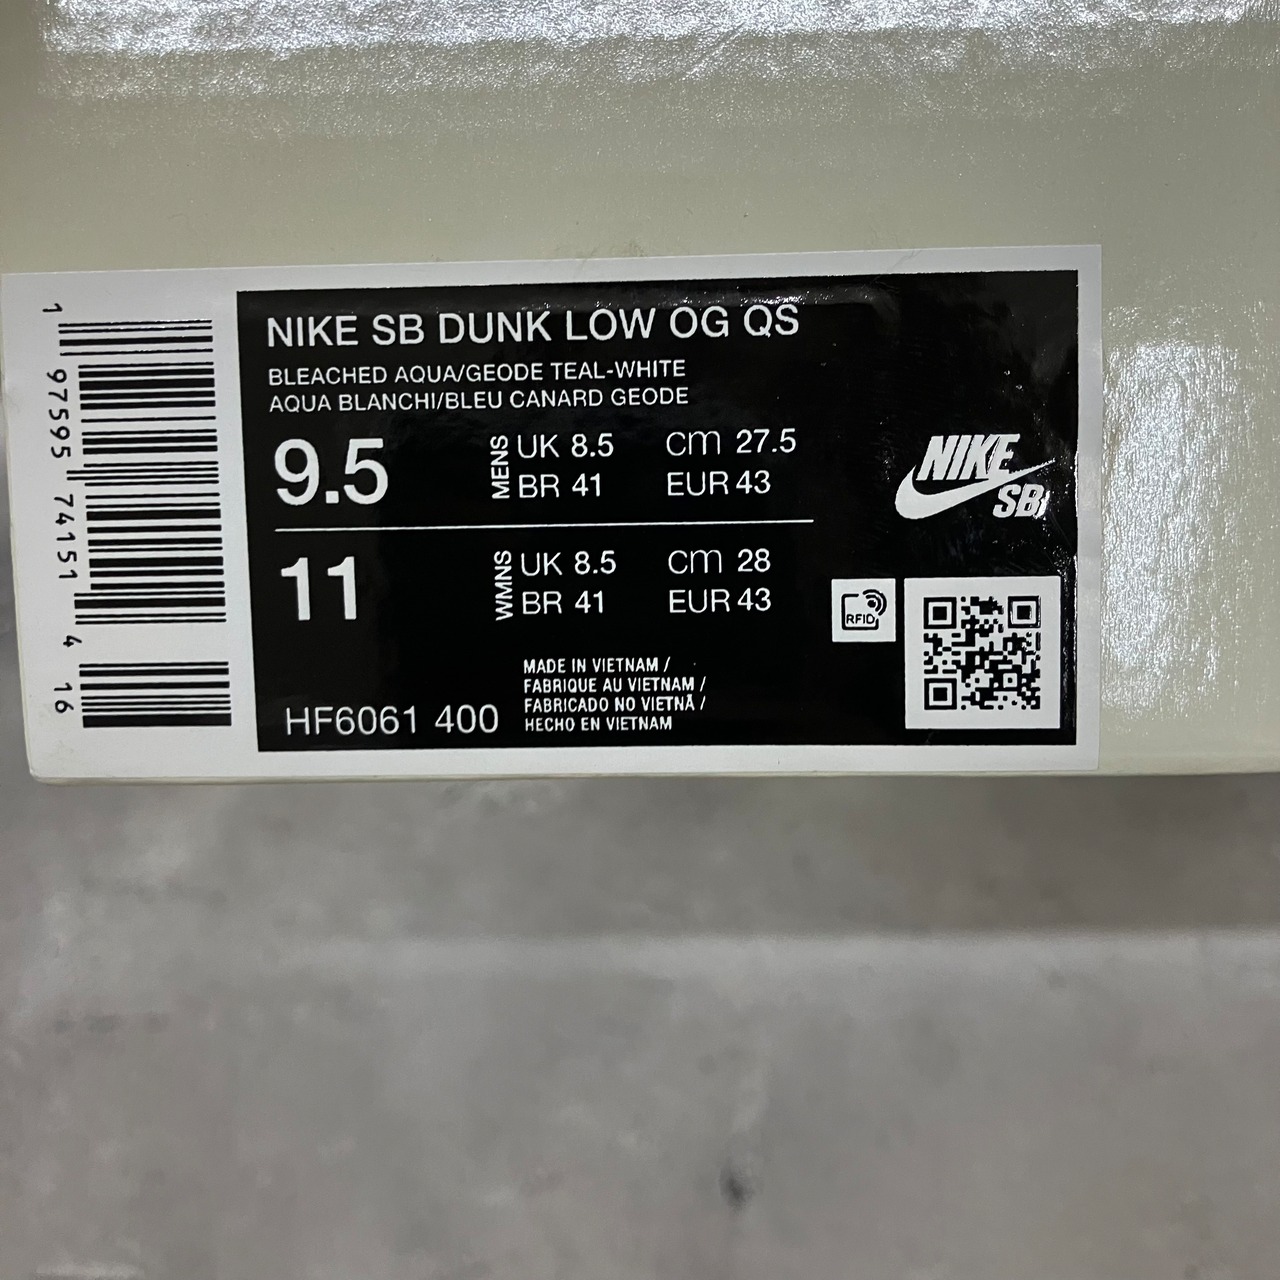 NIKE SB DUNK LOW OG QS
BLEACHED AQUA/GEODE TEAL-WHITE
AQUA BLANCHI/BLEU CANARD GEODE
9.5 MENS UK 8.5 cm 27.5
BR 41 EUR 43
11 WMNS UK 8.5 cm 28
BR 41 EUR 43
NIKE
SB
RFID
MADE IN VIETNAM /
FABRIQUE AU VIETNAM /
FABRICADO NO VIETNÃ /
HECHO EN VIETNAM
HF6061 400
1 97595 74151 4 16